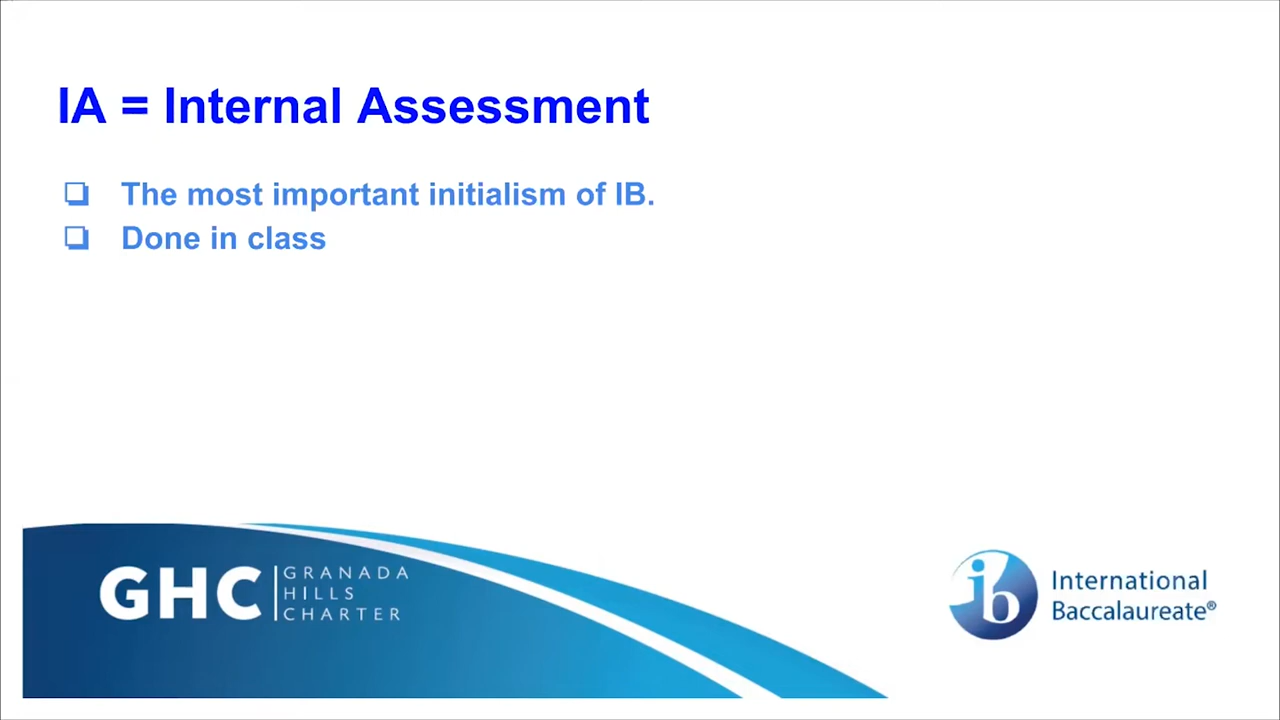 IA = Internal Assessment
❏ The most important initialism of IB.
❏ Done in class
GHC
GRANADA
HILLS
CHARTER
ib
International
Baccalaureate®